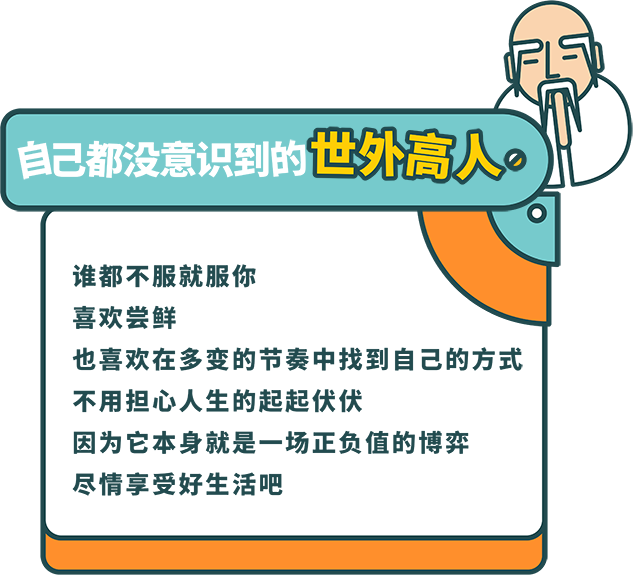 自己都没意识到的世外高人
谁都不服就服你
喜欢尝鲜
也喜欢在多变的节奏中找到自己的方式
不用担心人生的起起伏伏
因为它本身就是一场正负值的博弈
尽情享受好生活吧